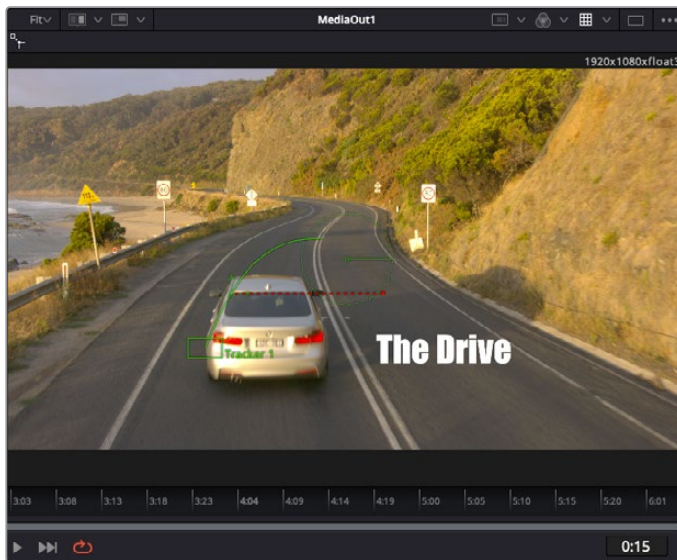 Fit MediaOut1
1920x1080xfloat3
Tracker 1
The Drive
3:03 3:08 3:13 3:18 3:23 4:04 4:09 4:14 4:19 5:00 5:05 5:10 5:15 5:20 6:01
0:15